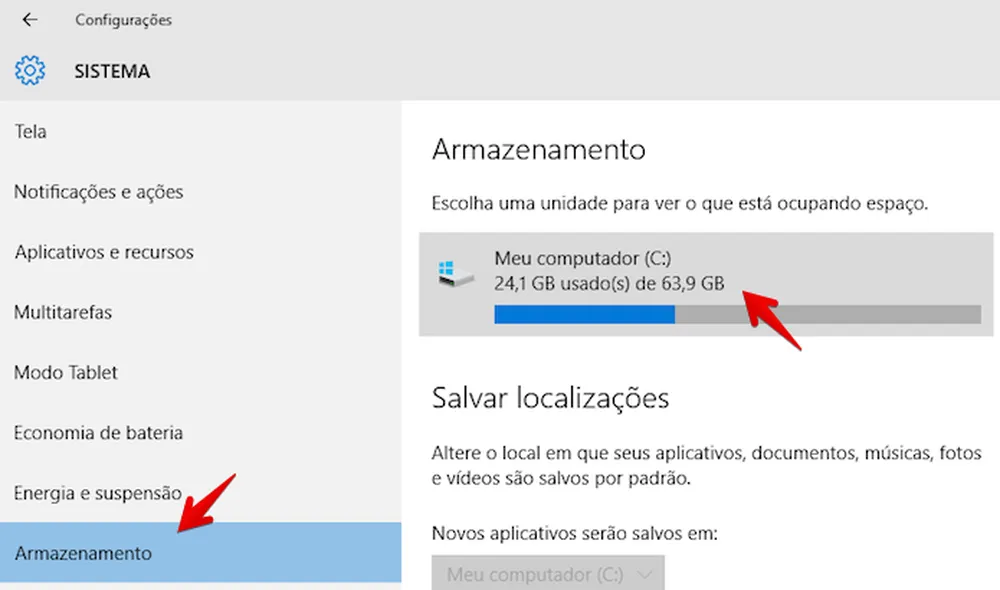 Configurações
SISTEMA
Tela
Notificações e ações
Aplicativos e recursos
Multitarefas
Modo Tablet
Economia de bateria
Energia e suspensão
Armazenamento
Armazenamento
Escolha uma unidade para ver o que está ocupando espaço.
Meu computador (C:)
24,1 GB usado(s) de 63,9 GB
Salvar localizações
Altere o local em que seus aplicativos, documentos, músicas, fotos
e vídeos são salvos por padrão.
Novos aplicativos serão salvos em:
Meu computador (C:)